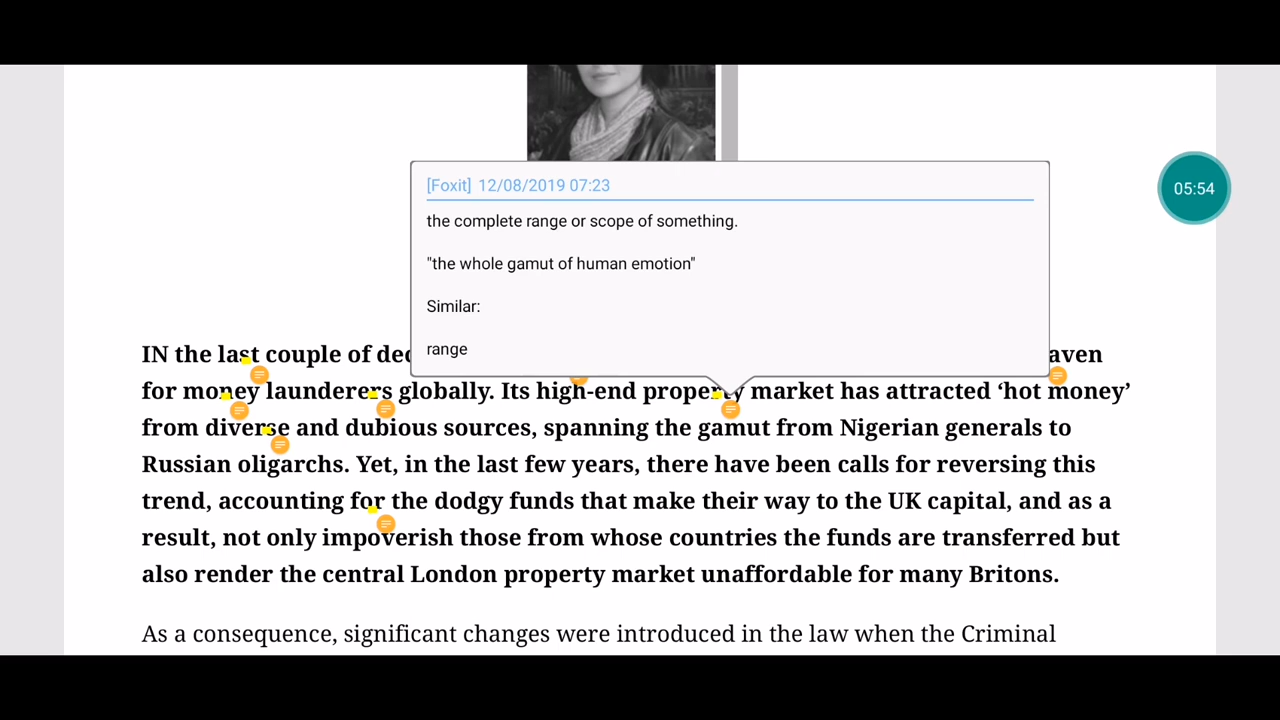 [Foxit] 12/08/2019 07:23
05:54
the complete range or scope of something.
"the whole gamut of human emotion"
Similar:
range
IN the last couple of dec aven
for money launderers globally. Its high-end property market has attracted ‘hot money’
from diverse and dubious sources, spanning the gamut from Nigerian generals to
Russian oligarchs. Yet, in the last few years, there have been calls for reversing this
trend, accounting for the dodgy funds that make their way to the UK capital, and as a
result, not only impoverish those from whose countries the funds are transferred but
also render the central London property market unaffordable for many Britons.
As a consequence, significant changes were introduced in the law when the Criminal